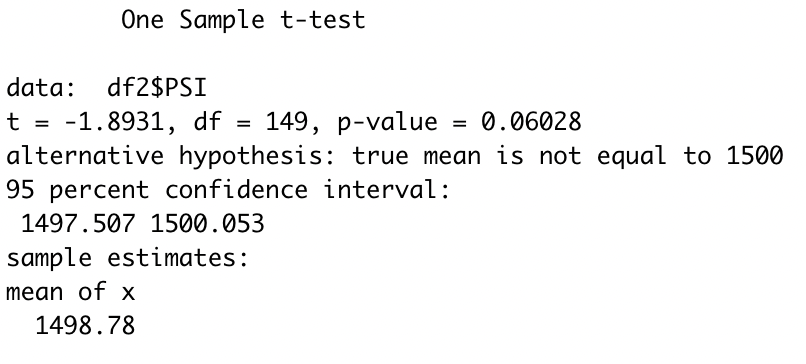 One Sample t-test
data: df2$PSI
t = -1.8931, df = 149, p-value = 0.06028
alternative hypothesis: true mean is not equal to 1500
95 percent confidence interval:
1497.507 1500.053
sample estimates:
mean of x
1498.78